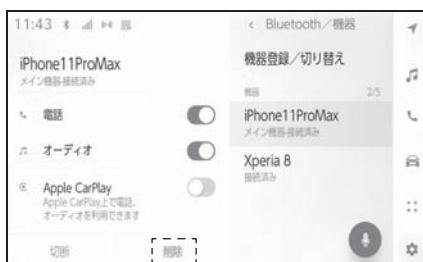 11:43
iPhone11ProMax
メイン機器-接続済み
電話
オーディオ
Apple CarPlay
Apple CarPlay上で電話、
オーディオを利用できます
切断
削除
< Bluetooth／機器
機器登録／切り替え
機器 2/5
iPhone11ProMax
メイン機器-接続済み
Xperia 8
接続済み